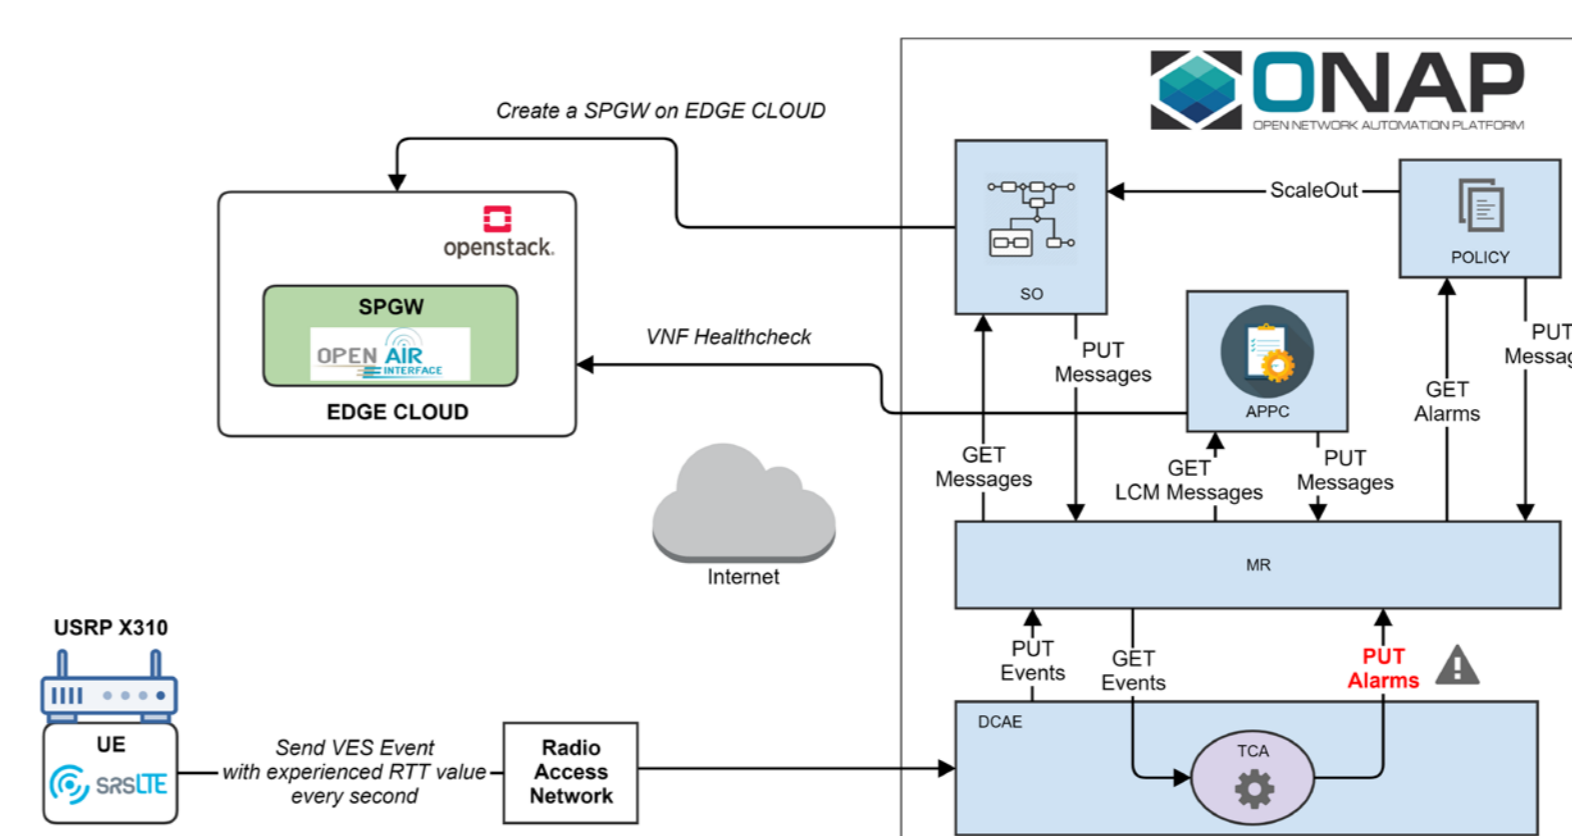 ONAP
OPEN NETWORK AUTOMATION PLATFORM
Create a SPGW on EDGE CLOUD
ScaleOut
openstack.
POLICY
SO
SPGW
OPEN AIR
INTERFACE
EDGE CLOUD
VNF Healthcheck
PUT
Messages
APPC
GET
Alarms
PUT
GET
Messages
GET
LCM Messages
PUT
Messages
Internet
MR
USRP X310
PUT
Events
GET
Events
PUT
Alarms
DCAE
UE
srsLTE
Send VES Event
with experienced RTT value
every second
Radio
Access
Network
TCA